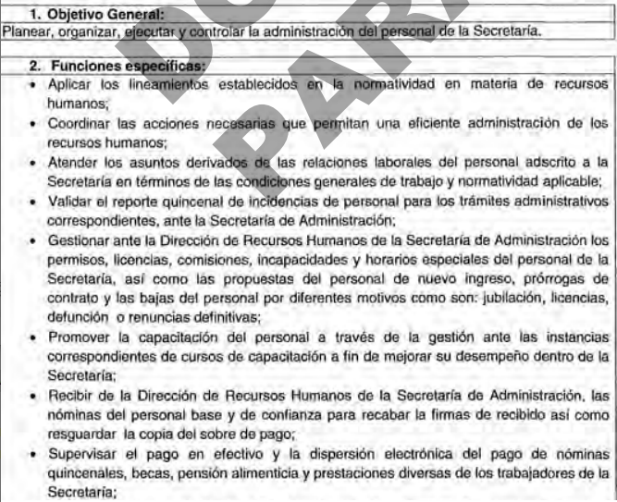 1. Objetivo General:
Planear, organizar, ejecutar y controlar la administración del personal de la Secretaría.
2. Funciones específicas:
• Aplicar los lineamientos establecidos en la normatividad en materia de recursos
humanos;
• Coordinar las acciones necesarias que permitan una eficiente administración de los
recursos humanos;
• Atender los asuntos derivados de las relaciones laborales del personal adscrito a la
Secretaría en términos de las condiciones generales de trabajo y normatividad aplicable;
• Validar el reporte quincenal de incidencias de personal para los trámites administrativos
correspondientes, ante la Secretaría de Administración;
• Gestionar ante la Dirección de Recursos Humanos de la Secretaría de Administración los
permisos, licencias, comisiones, incapacidades y horarios especiales del personal de la
Secretaría, así como las propuestas del personal de nuevo ingreso, prórrogas de
contrato y las bajas del personal por diferentes motivos como son: jubilación, licencias,
defunción o renuncias definitivas;
• Promover la capacitación del personal a través de la gestión ante las instancias
correspondientes de cursos de capacitación a fin de mejorar su desempeño dentro de la
Secretaría;
• Recibir de la Dirección de Recursos Humanos de la Secretaría de Administración, las
nóminas del personal base y de confianza para recabar la firmas de recibido así como
resguardar la copia del sobre de pago;
• Supervisar el pago en efectivo y la dispersión electrónica del pago de nóminas
quincenales, becas, pensión alimenticia y prestaciones diversas de los trabajadores de la
Secretaría;